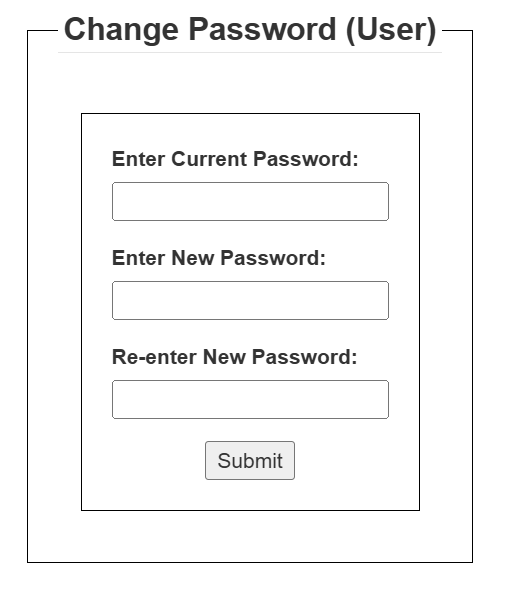 Change Password (User)
Enter Current Password:
Enter New Password:
Re-enter New Password:
Submit